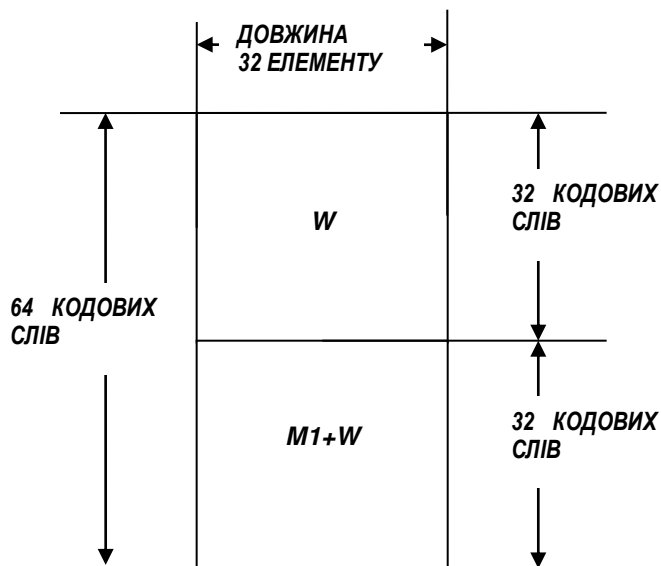 ДОВЖИНА
32 ЕЛЕМЕНТУ
W
32 КОДОВИХ
СЛІВ
64 КОДОВИХ
СЛІВ
M1+W
32 КОДОВИХ
СЛІВ